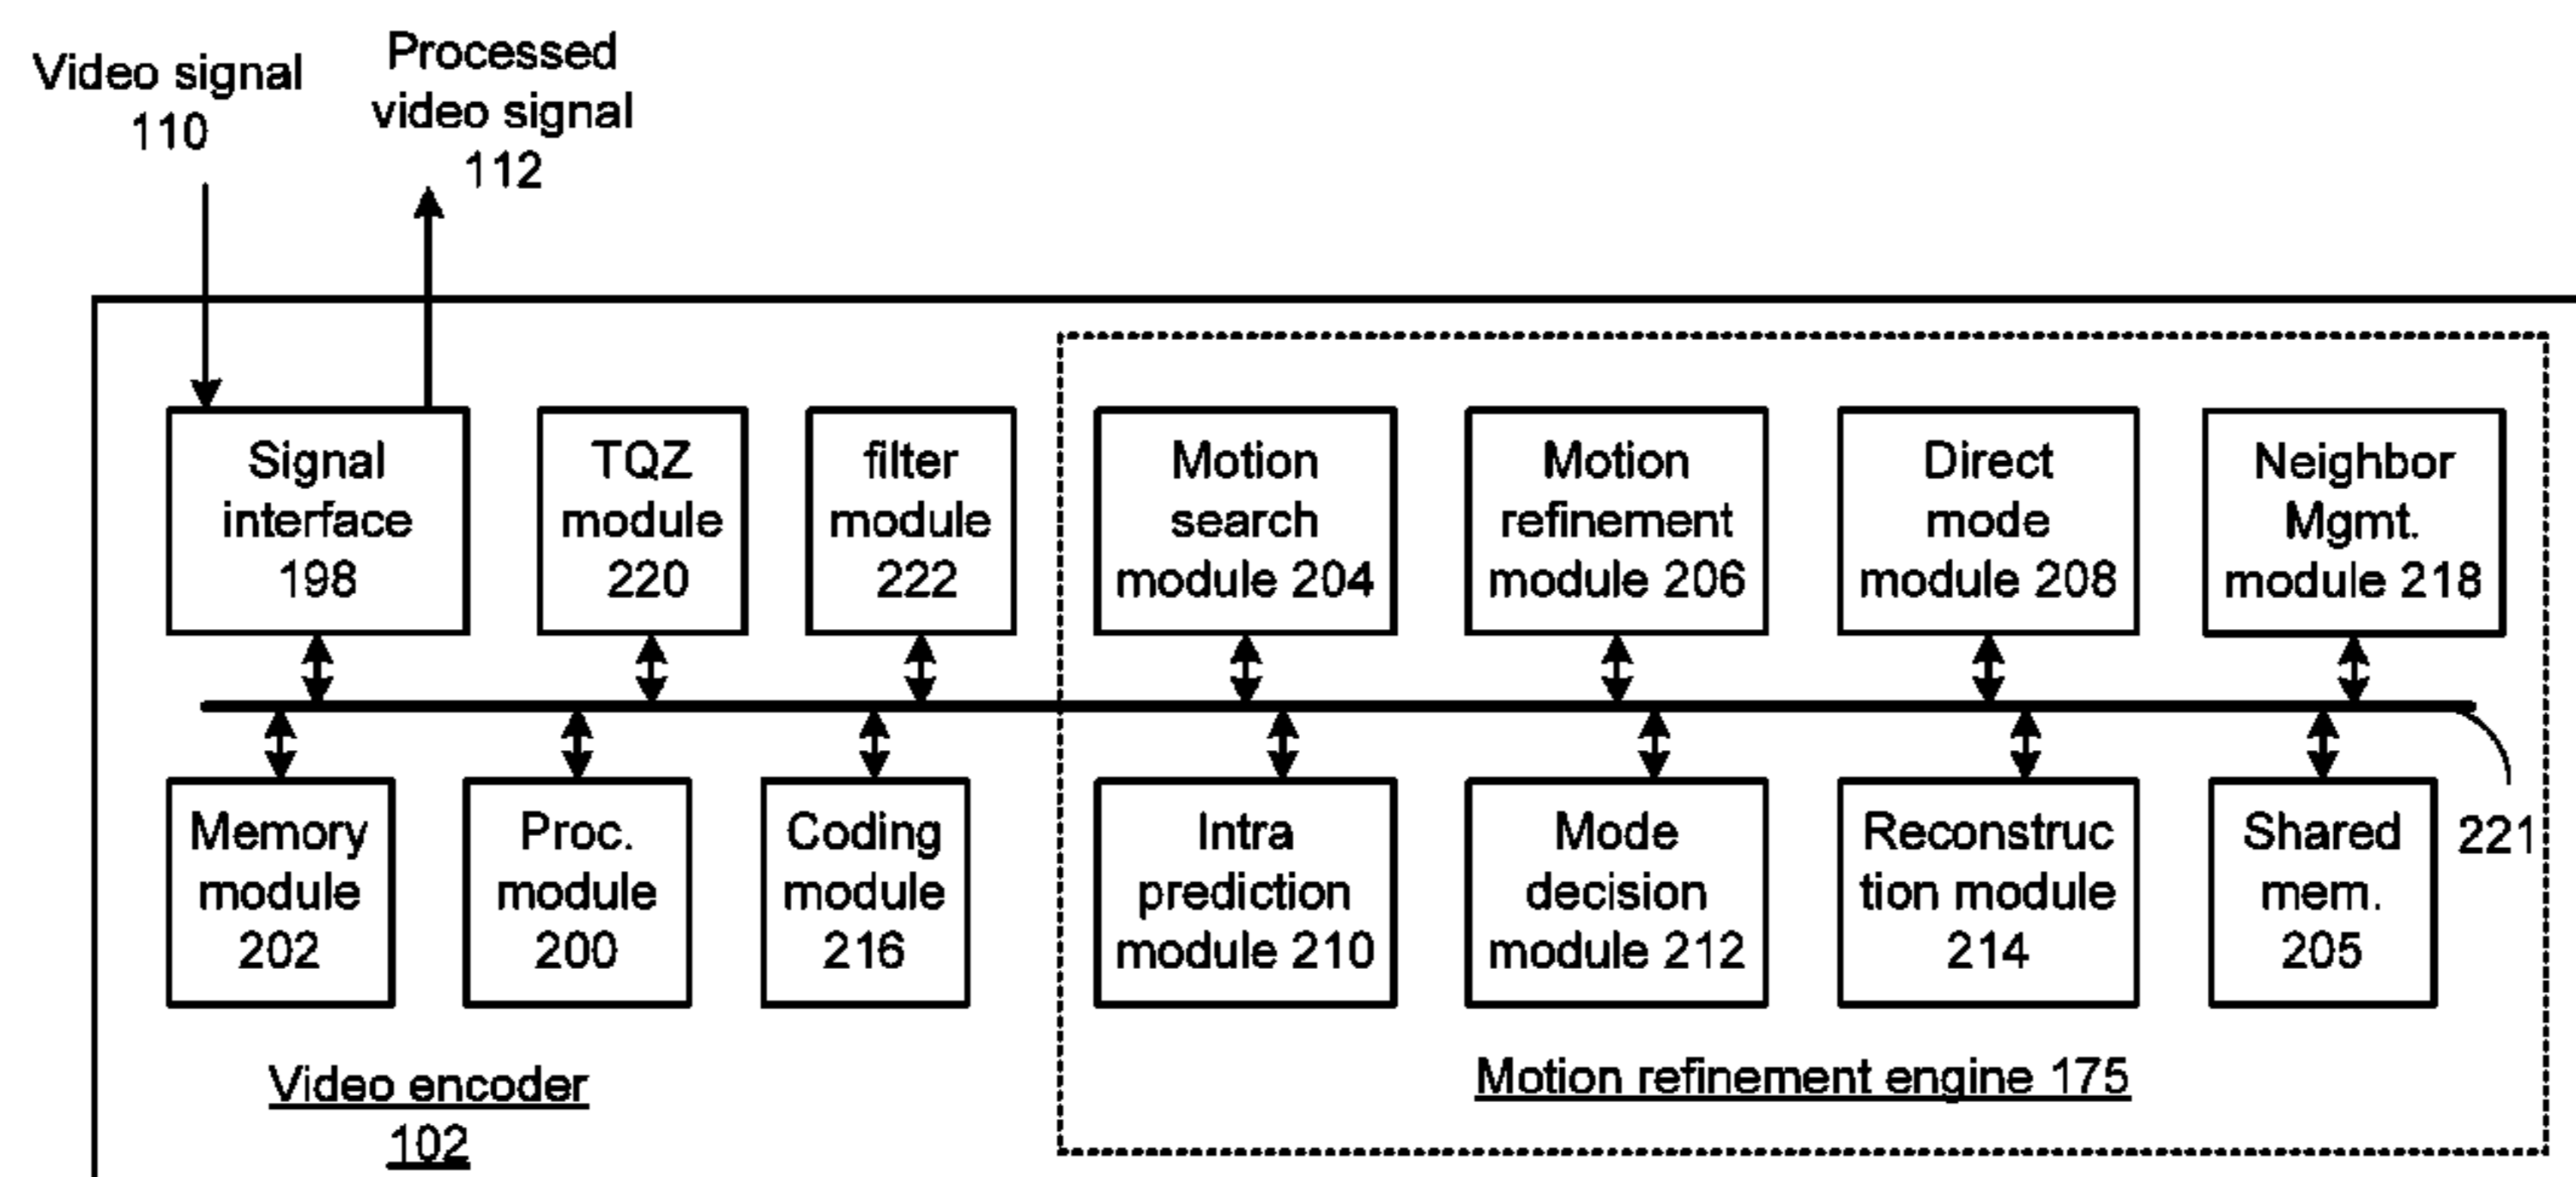 Video signal
110
Processed
video signal
112
Signal
interface
198
TQZ
module
220
filter
module
222
Motion
search
module 204
Motion
refinement
module 206
Direct
mode
module 208
Neighbor
Mgmt.
module 218
Memory
module
202
Proc.
module
200
Coding
module
216
Intra
prediction
module 210
Mode
decision
module 212
Reconstruc
tion module
214
Shared
mem.
205
221
Video encoder
102
Motion refinement engine 175